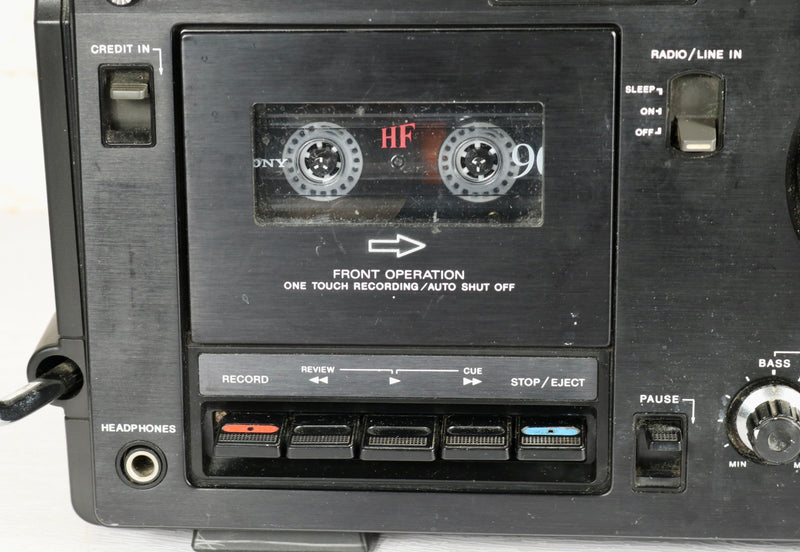 CREDIT IN
RADIO/LINE IN
SLEEP
ON
OFF
HF
90
FRONT OPERATION
ONE TOUCH RECORDING/AUTO SHUT OFF
RECORD
REVIEW
CUE
STOP/EJECT
BASS
PAUSE
HEADPHONES
MIN